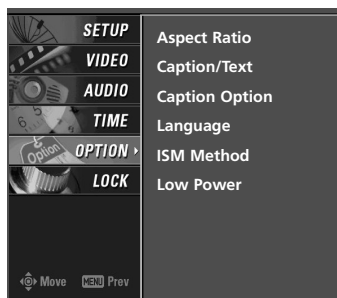 SETUP
VIDEO
AUDIO
TIME
OPTION
LOCK
Move MENU Prev
Aspect Ratio
Caption/Text
Caption Option
Language
ISM Method
Low Power